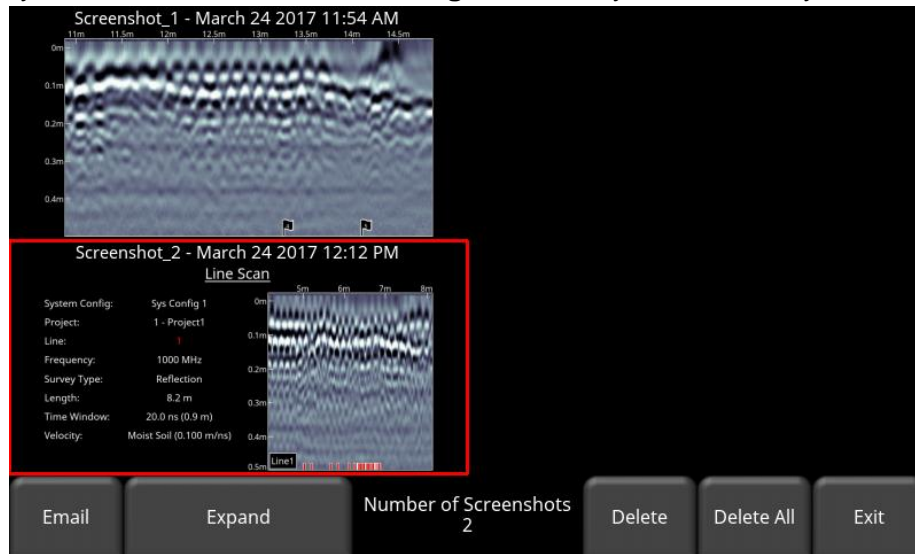 Screenshot_1 - March 24 2017 11:54 AM
11m 11.5m 12m 12.5m 13m 13.5m 14m 14.5m
0m
0.1m
0.2m
0.3m
0.4m
Screenshot_2 - March 24 2017 12:12 PM
Line Scan
System Config: Sys Config 1
Project: 1 - Project1
Line: 1
Frequency: 1000 MHz
Survey Type: Reflection
Length: 8.2 m
Time Window: 20.0 ns (0.9 m)
Velocity: Moist Soil (0.100 m/ns)
5m 6m 7m 8m
0m
0.1m
0.2m
0.3m
0.4m
0.5m
Line1
Email
Expand
Number of Screenshots
2
Delete
Delete All
Exit